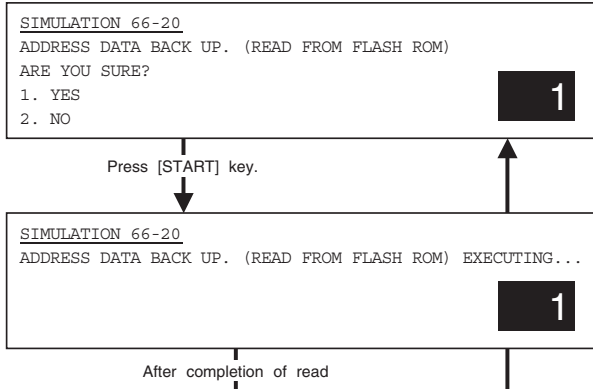 SIMULATION 66-20
ADDRESS DATA BACK UP. (READ FROM FLASH ROM)
ARE YOU SURE?
1. YES
2. NO
1
Press [START] key.
SIMULATION 66-20
ADDRESS DATA BACK UP. (READ FROM FLASH ROM) EXECUTING...
1
After completion of read